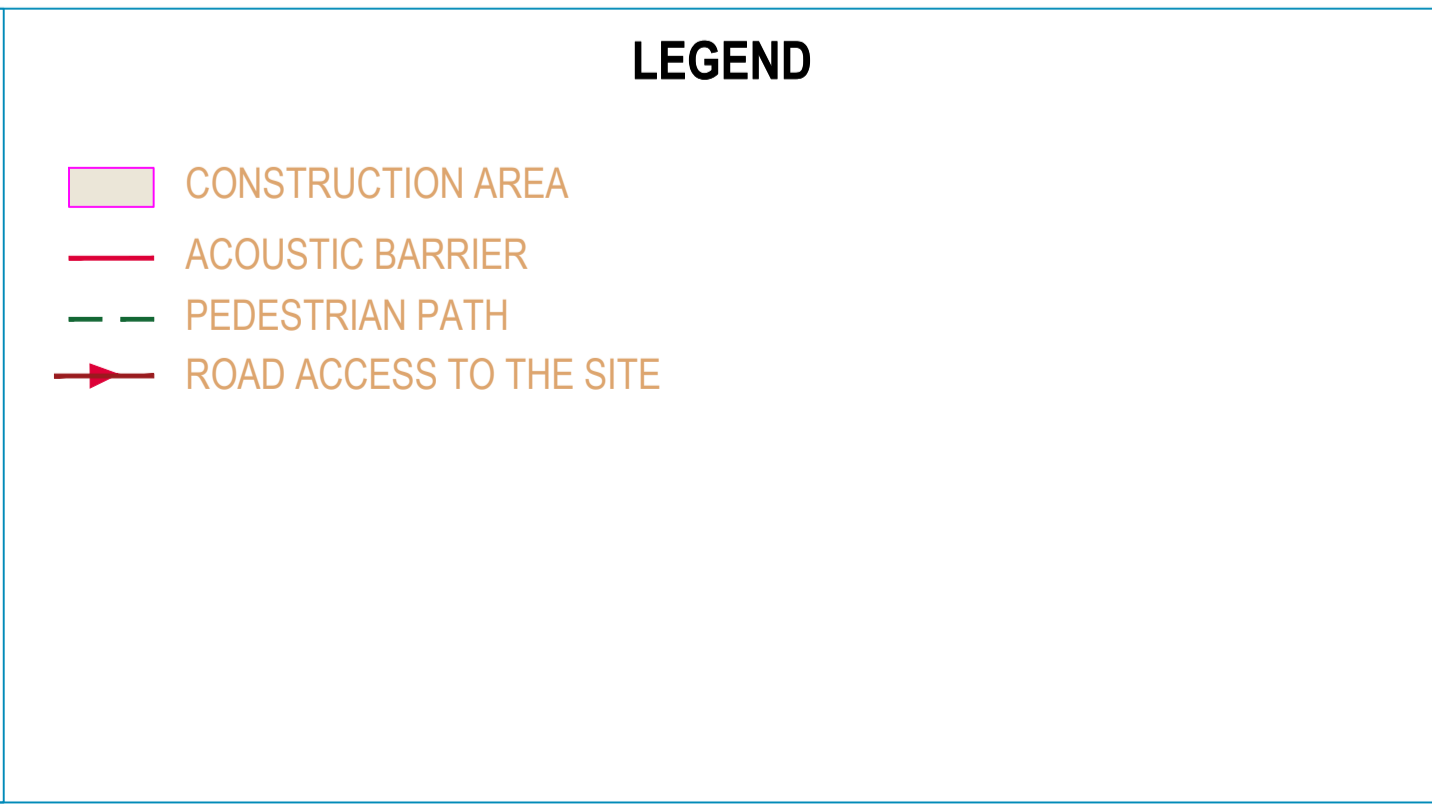 LEGEND
CONSTRUCTION AREA
ACOUSTIC BARRIER
PEDESTRIAN PATH
ROAD ACCESS TO THE SITE